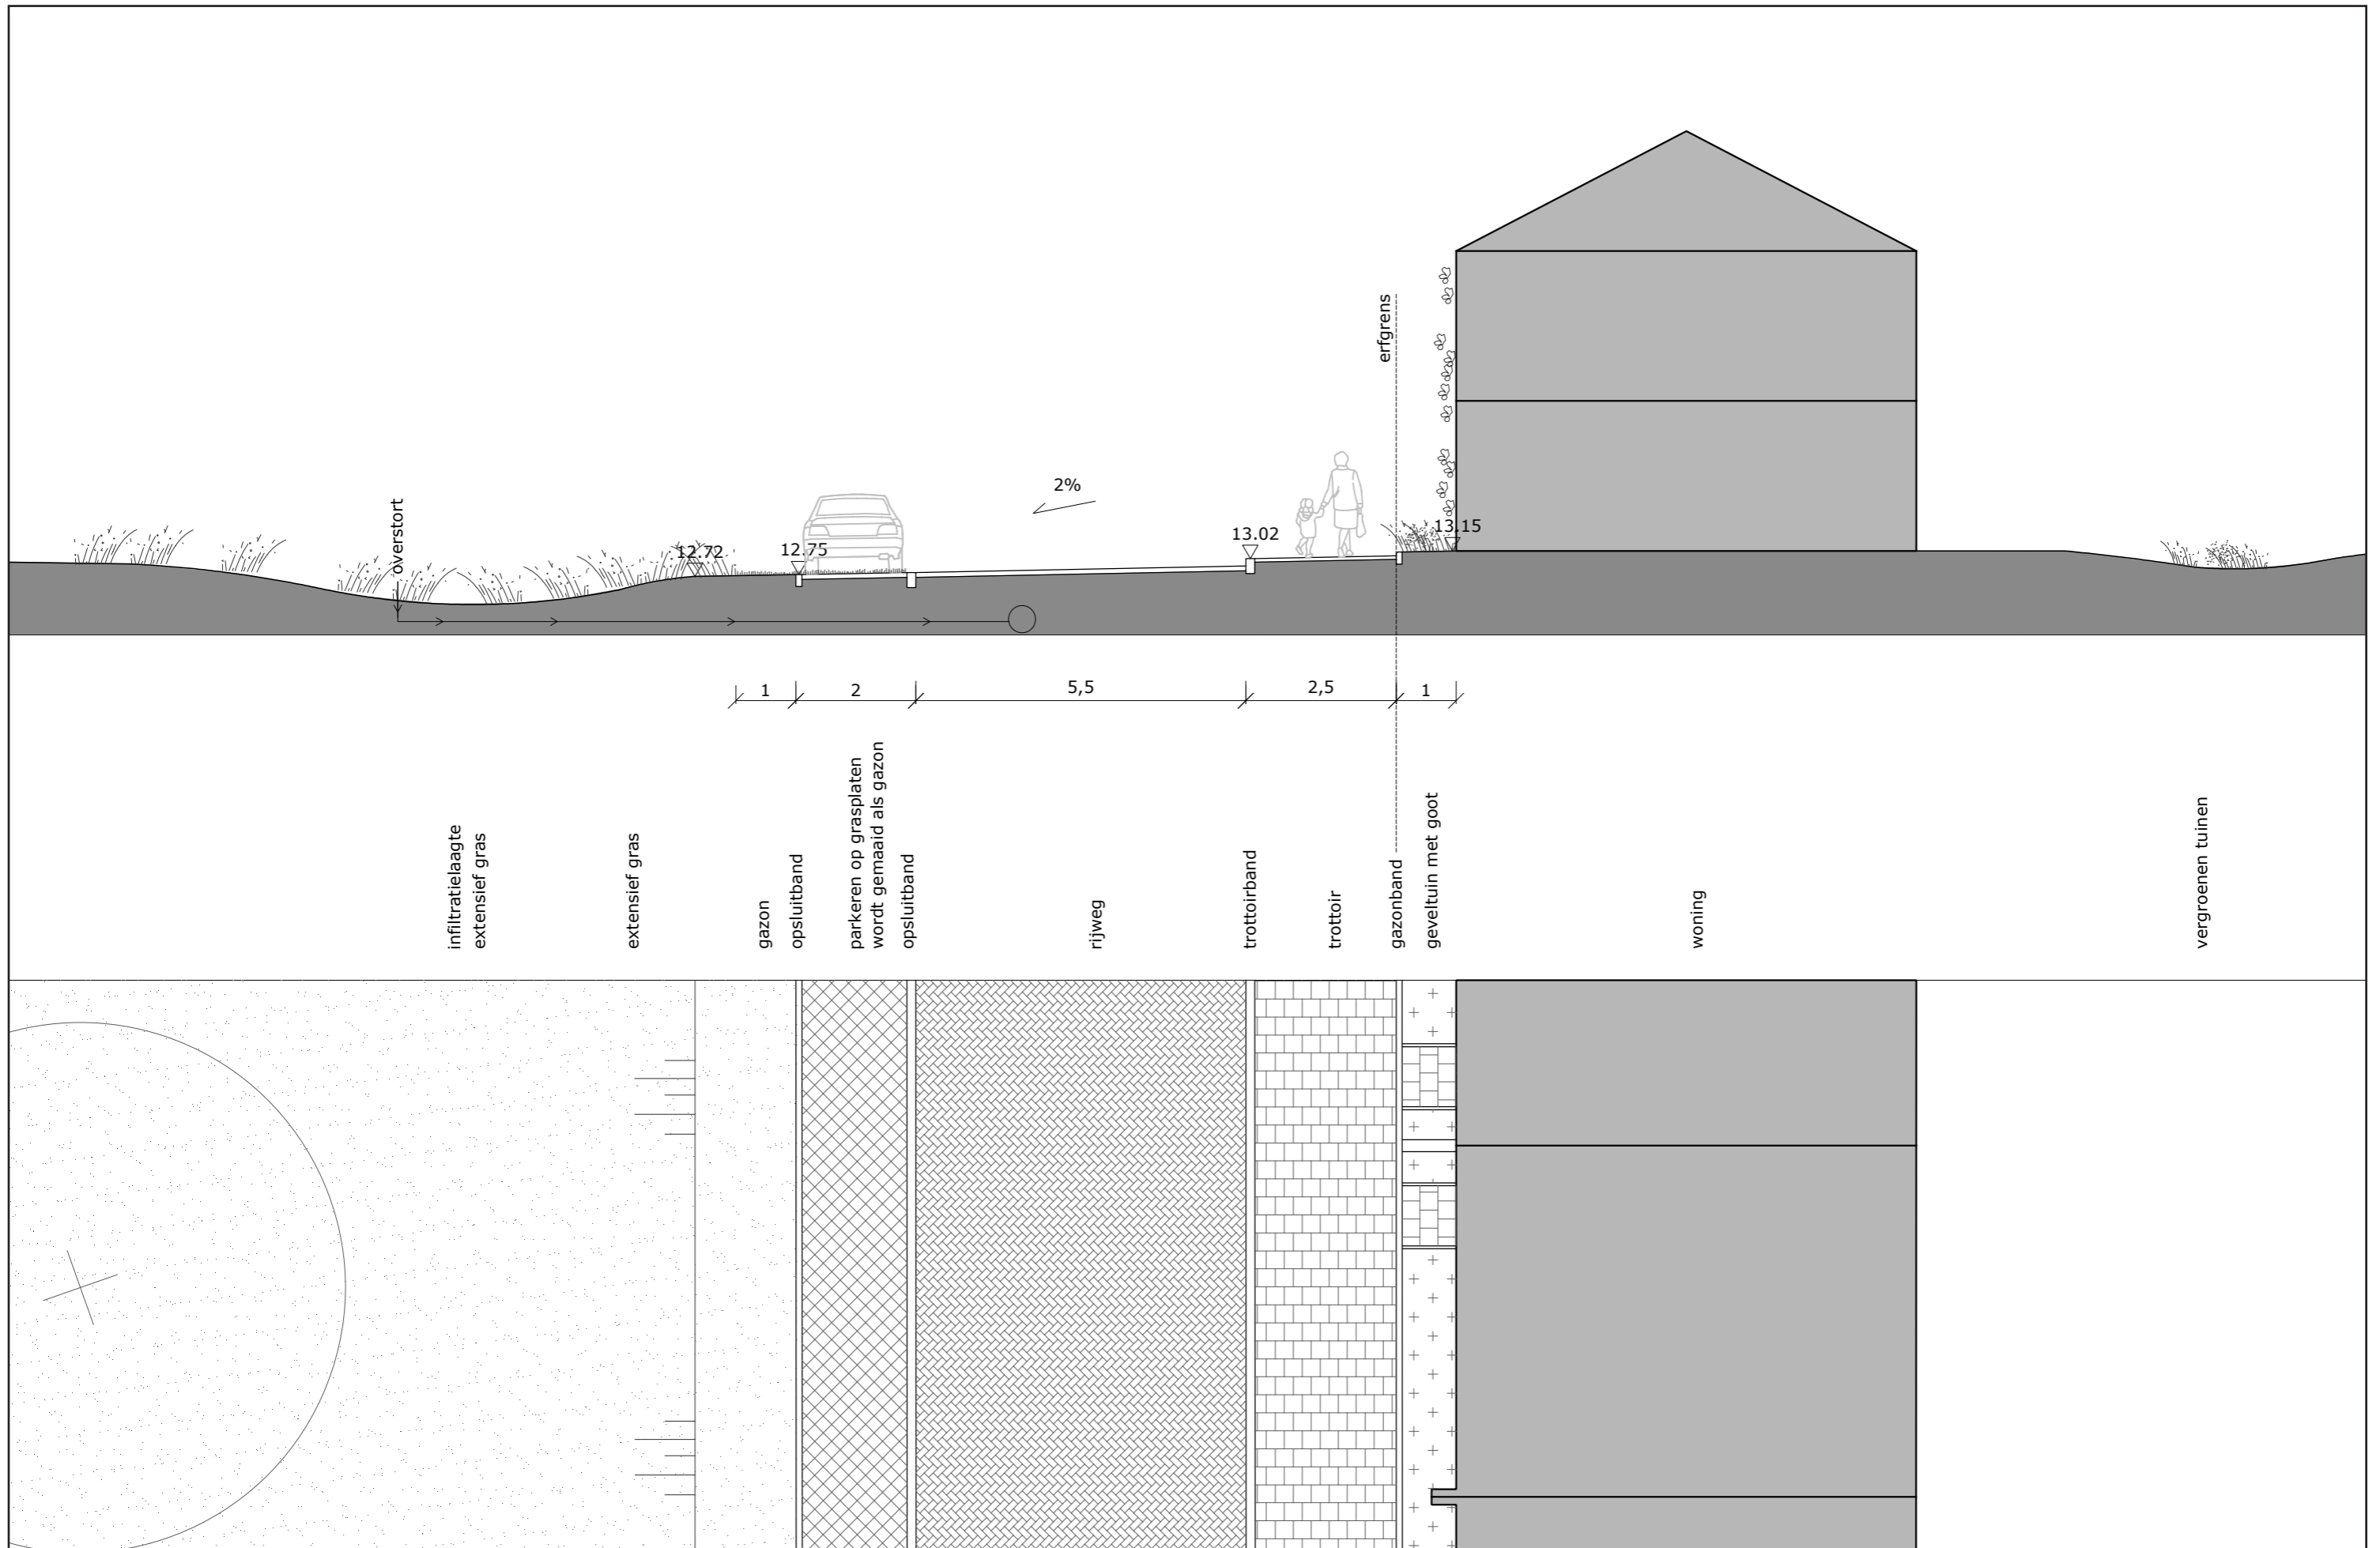 erfgrens
2%
overstort
12.72
12.75
13.02
13.15
1
2
5,5
2,5
1
infiltratielaagte
extensief gras
extensief gras
gazon
opsluitband
parkeren op grasplaten
wordt gemaaid als gazon
opsluitband
rijweg
trottoirband
trottoir
gazonband
geveltuin met goot
woning
vergroenen tuinen